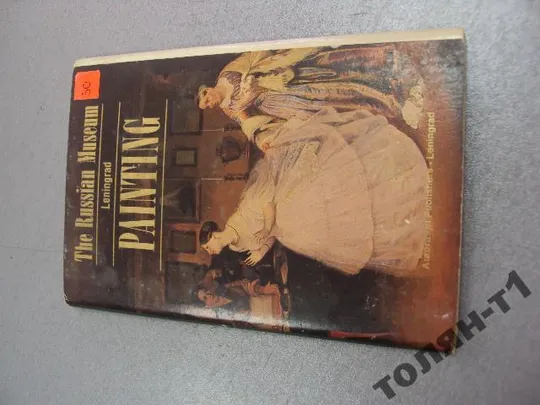 The Russian Museum
Leningrad
PAINTING
30
Aurora Art Publishers · Leningrad
ТОЛЯН-Т1